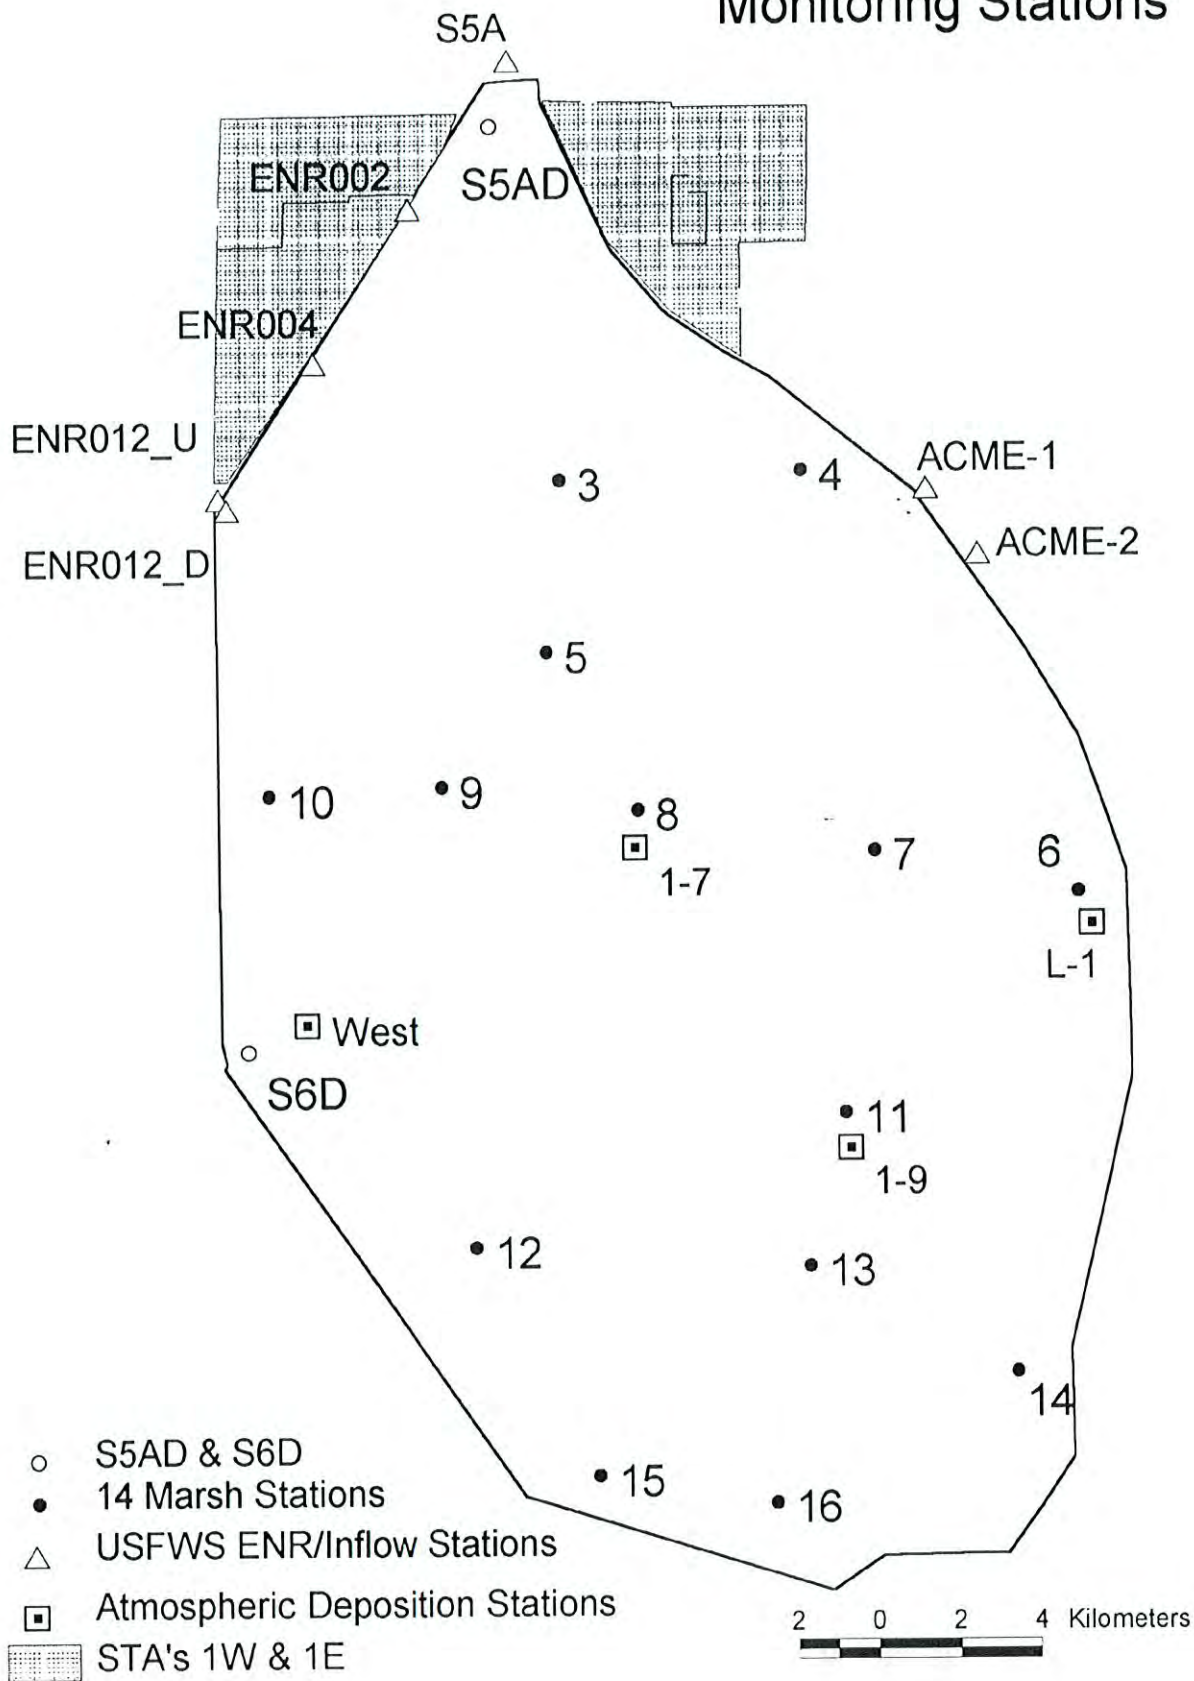 Monitoring Stations
S5A
ENR002
S5AD
ENR004
ENR012_U
ACME-1
3
4
ACME-2
ENR012_D
5
10
9
8
7
6
1-7
L-1
West
S6D
11
1-9
12
13
14
15
16
S5AD & S6D
14 Marsh Stations
USFWS ENR/Inflow Stations
Atmospheric Deposition Stations
STA's 1W & 1E
2 0 2 4 Kilometers